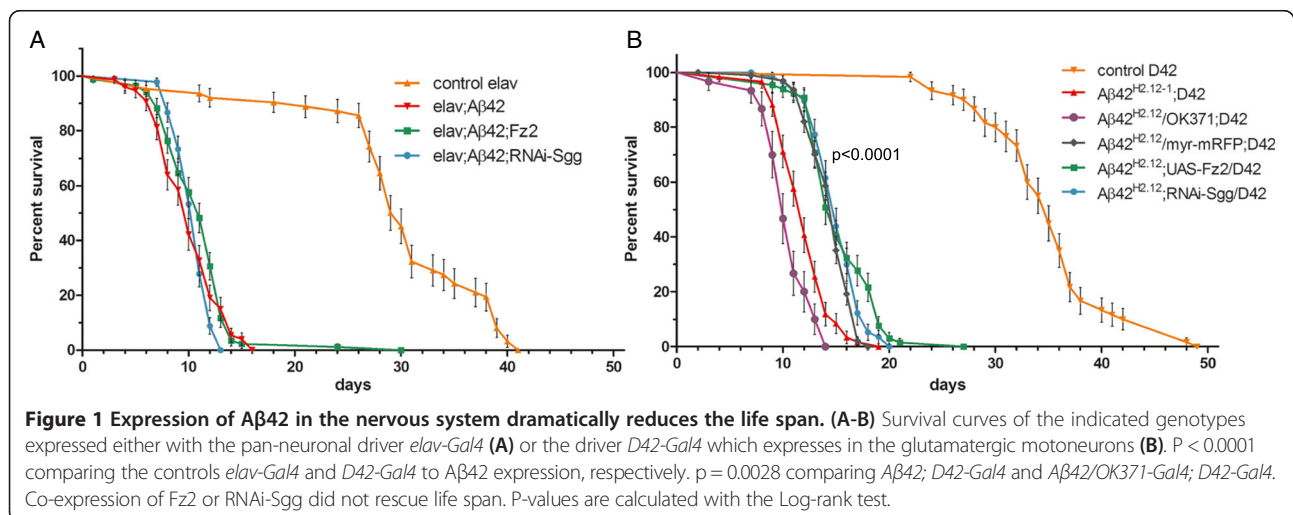 A
Percent survival
100
80
60
40
20
0
0
10
20
30
40
50
days
control elav
elav;Aβ42
elav;Aβ42;Fz2
elav;Aβ42;RNAi-Sgg
B
Percent survival
100
80
60
40
20
0
0
10
20
30
40
50
days
p<0.0001
control D42
Aβ42H2.12-1;D42
Aβ42H2.12/OK371;D42
Aβ42H2.12/myr-mRFP;D42
Aβ42H2.12;UAS-Fz2/D42
Aβ42H2.12;RNAi-Sgg/D42
Figure 1 Expression of Aβ42 in the nervous system dramatically reduces the life span. (A-B) Survival curves of the indicated genotypes
expressed either with the pan-neuronal driver elav-Gal4 (A) or the driver D42-Gal4 which expresses in the glutamatergic motoneurons (B). P < 0.0001
comparing the controls elav-Gal4 and D42-Gal4 to Aβ42 expression, respectively. p = 0.0028 comparing Aβ42; D42-Gal4 and Aβ42/OK371-Gal4; D42-Gal4.
Co-expression of Fz2 or RNAi-Sgg did not rescue life span. P-values are calculated with the Log-rank test.